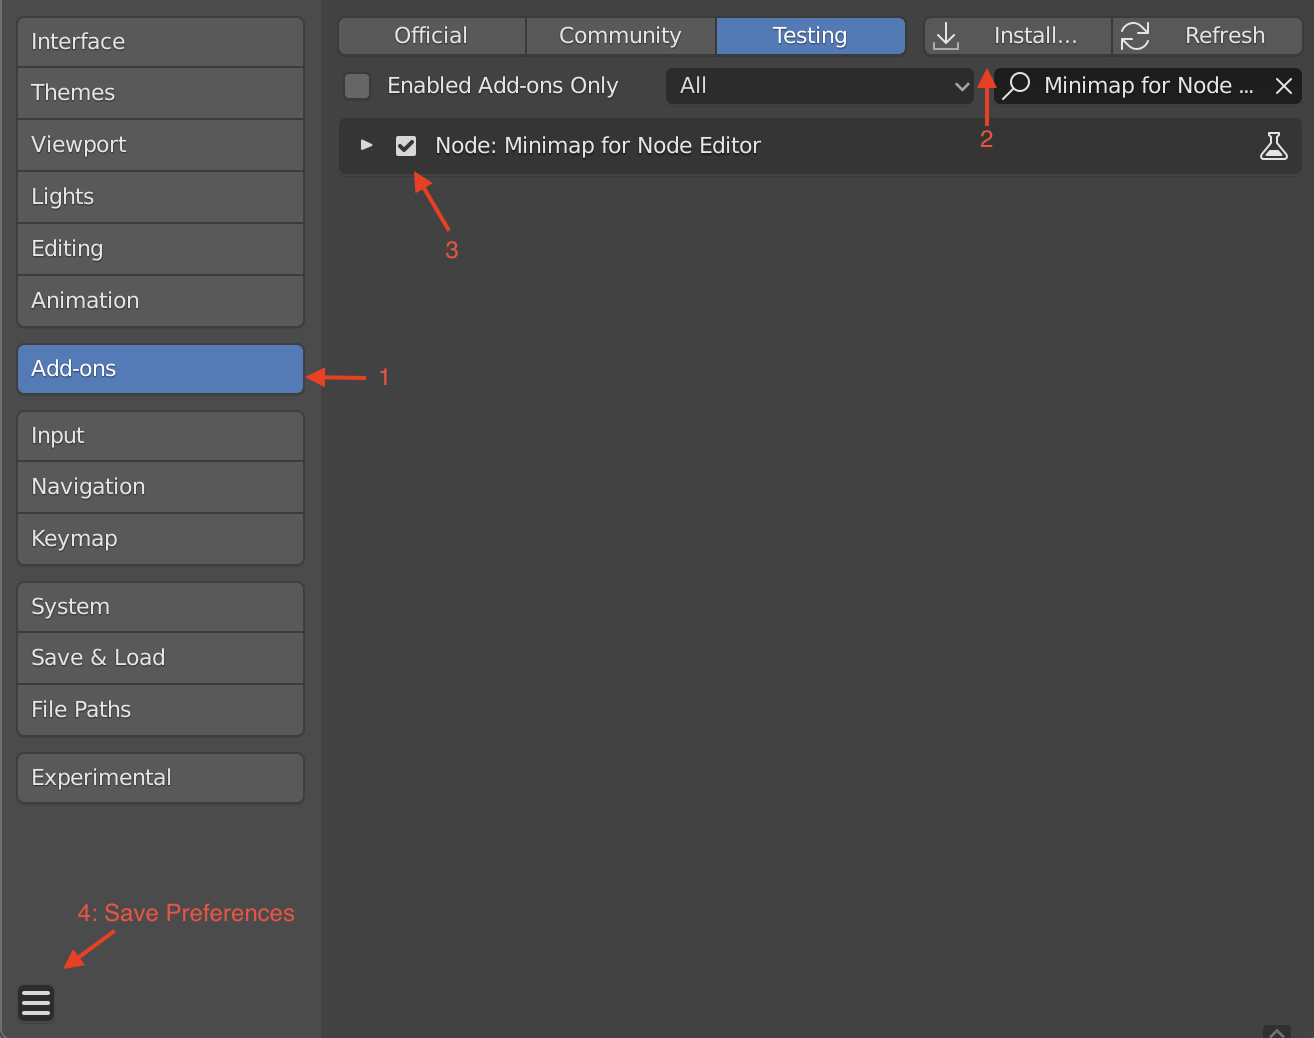 Interface
Themes
Viewport
Lights
Editing
Animation
Add-ons
Input
Navigation
Keymap
System
Save & Load
File Paths
Experimental
4: Save Preferences
1
Official Community Testing Install... Refresh
Enabled Add-ons Only All Minimap for Node ...
2
Node: Minimap for Node Editor
3